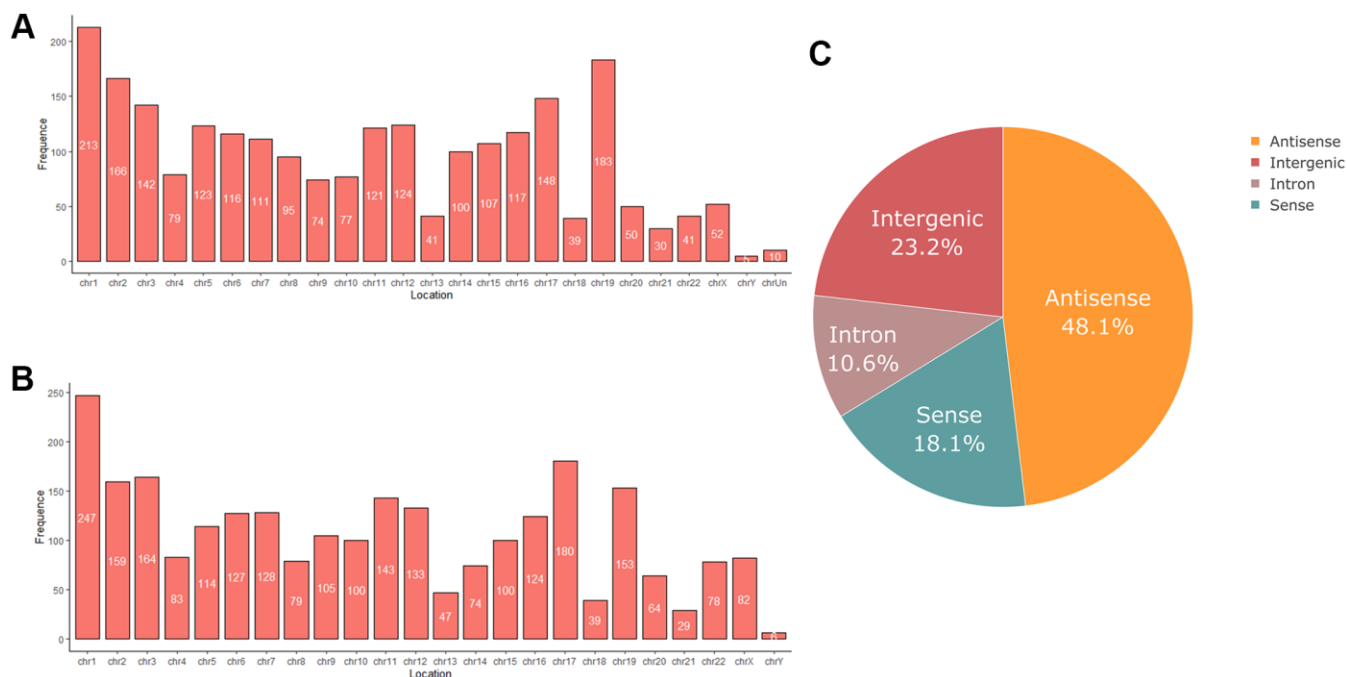 A
Frequence
200
150
100
50
0
213 166 142 79 123 116 111 95 74 77 121 124 41 100 107 117 148 39 183 50 30 41 52 5 10
chr1 chr2 chr3 chr4 chr5 chr6 chr7 chr8 chr9 chr10 chr11 chr12 chr13 chr14 chr15 chr16 chr17 chr18 chr19 chr20 chr21 chr22 chrX chrY chrUn
Location
B
Frequence
250
200
150
100
50
0
247 159 164 83 114 127 128 79 105 100 143 133 47 74 100 124 180 39 153 64 29 78 82 6
chr1 chr2 chr3 chr4 chr5 chr6 chr7 chr8 chr9 chr10 chr11 chr12 chr13 chr14 chr15 chr16 chr17 chr18 chr19 chr20 chr21 chr22 chrX chrY
Location
C
Intergenic
23.2%
Antisense
48.1%
Intron
10.6%
Sense
18.1%
Antisense
Intergenic
Intron
Sense